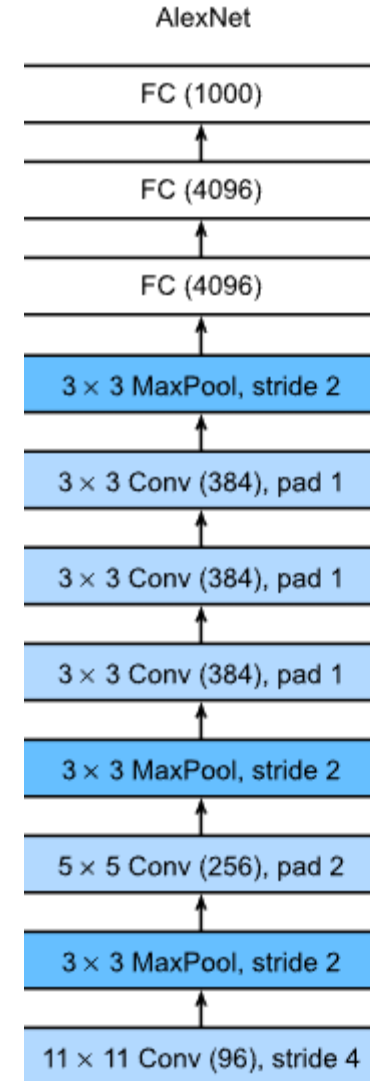 AlexNet
FC (1000)
FC (4096)
FC (4096)
3 × 3 MaxPool, stride 2
3 × 3 Conv (384), pad 1
3 × 3 Conv (384), pad 1
3 × 3 Conv (384), pad 1
3 × 3 MaxPool, stride 2
5 × 5 Conv (256), pad 2
3 × 3 MaxPool, stride 2
11 × 11 Conv (96), stride 4